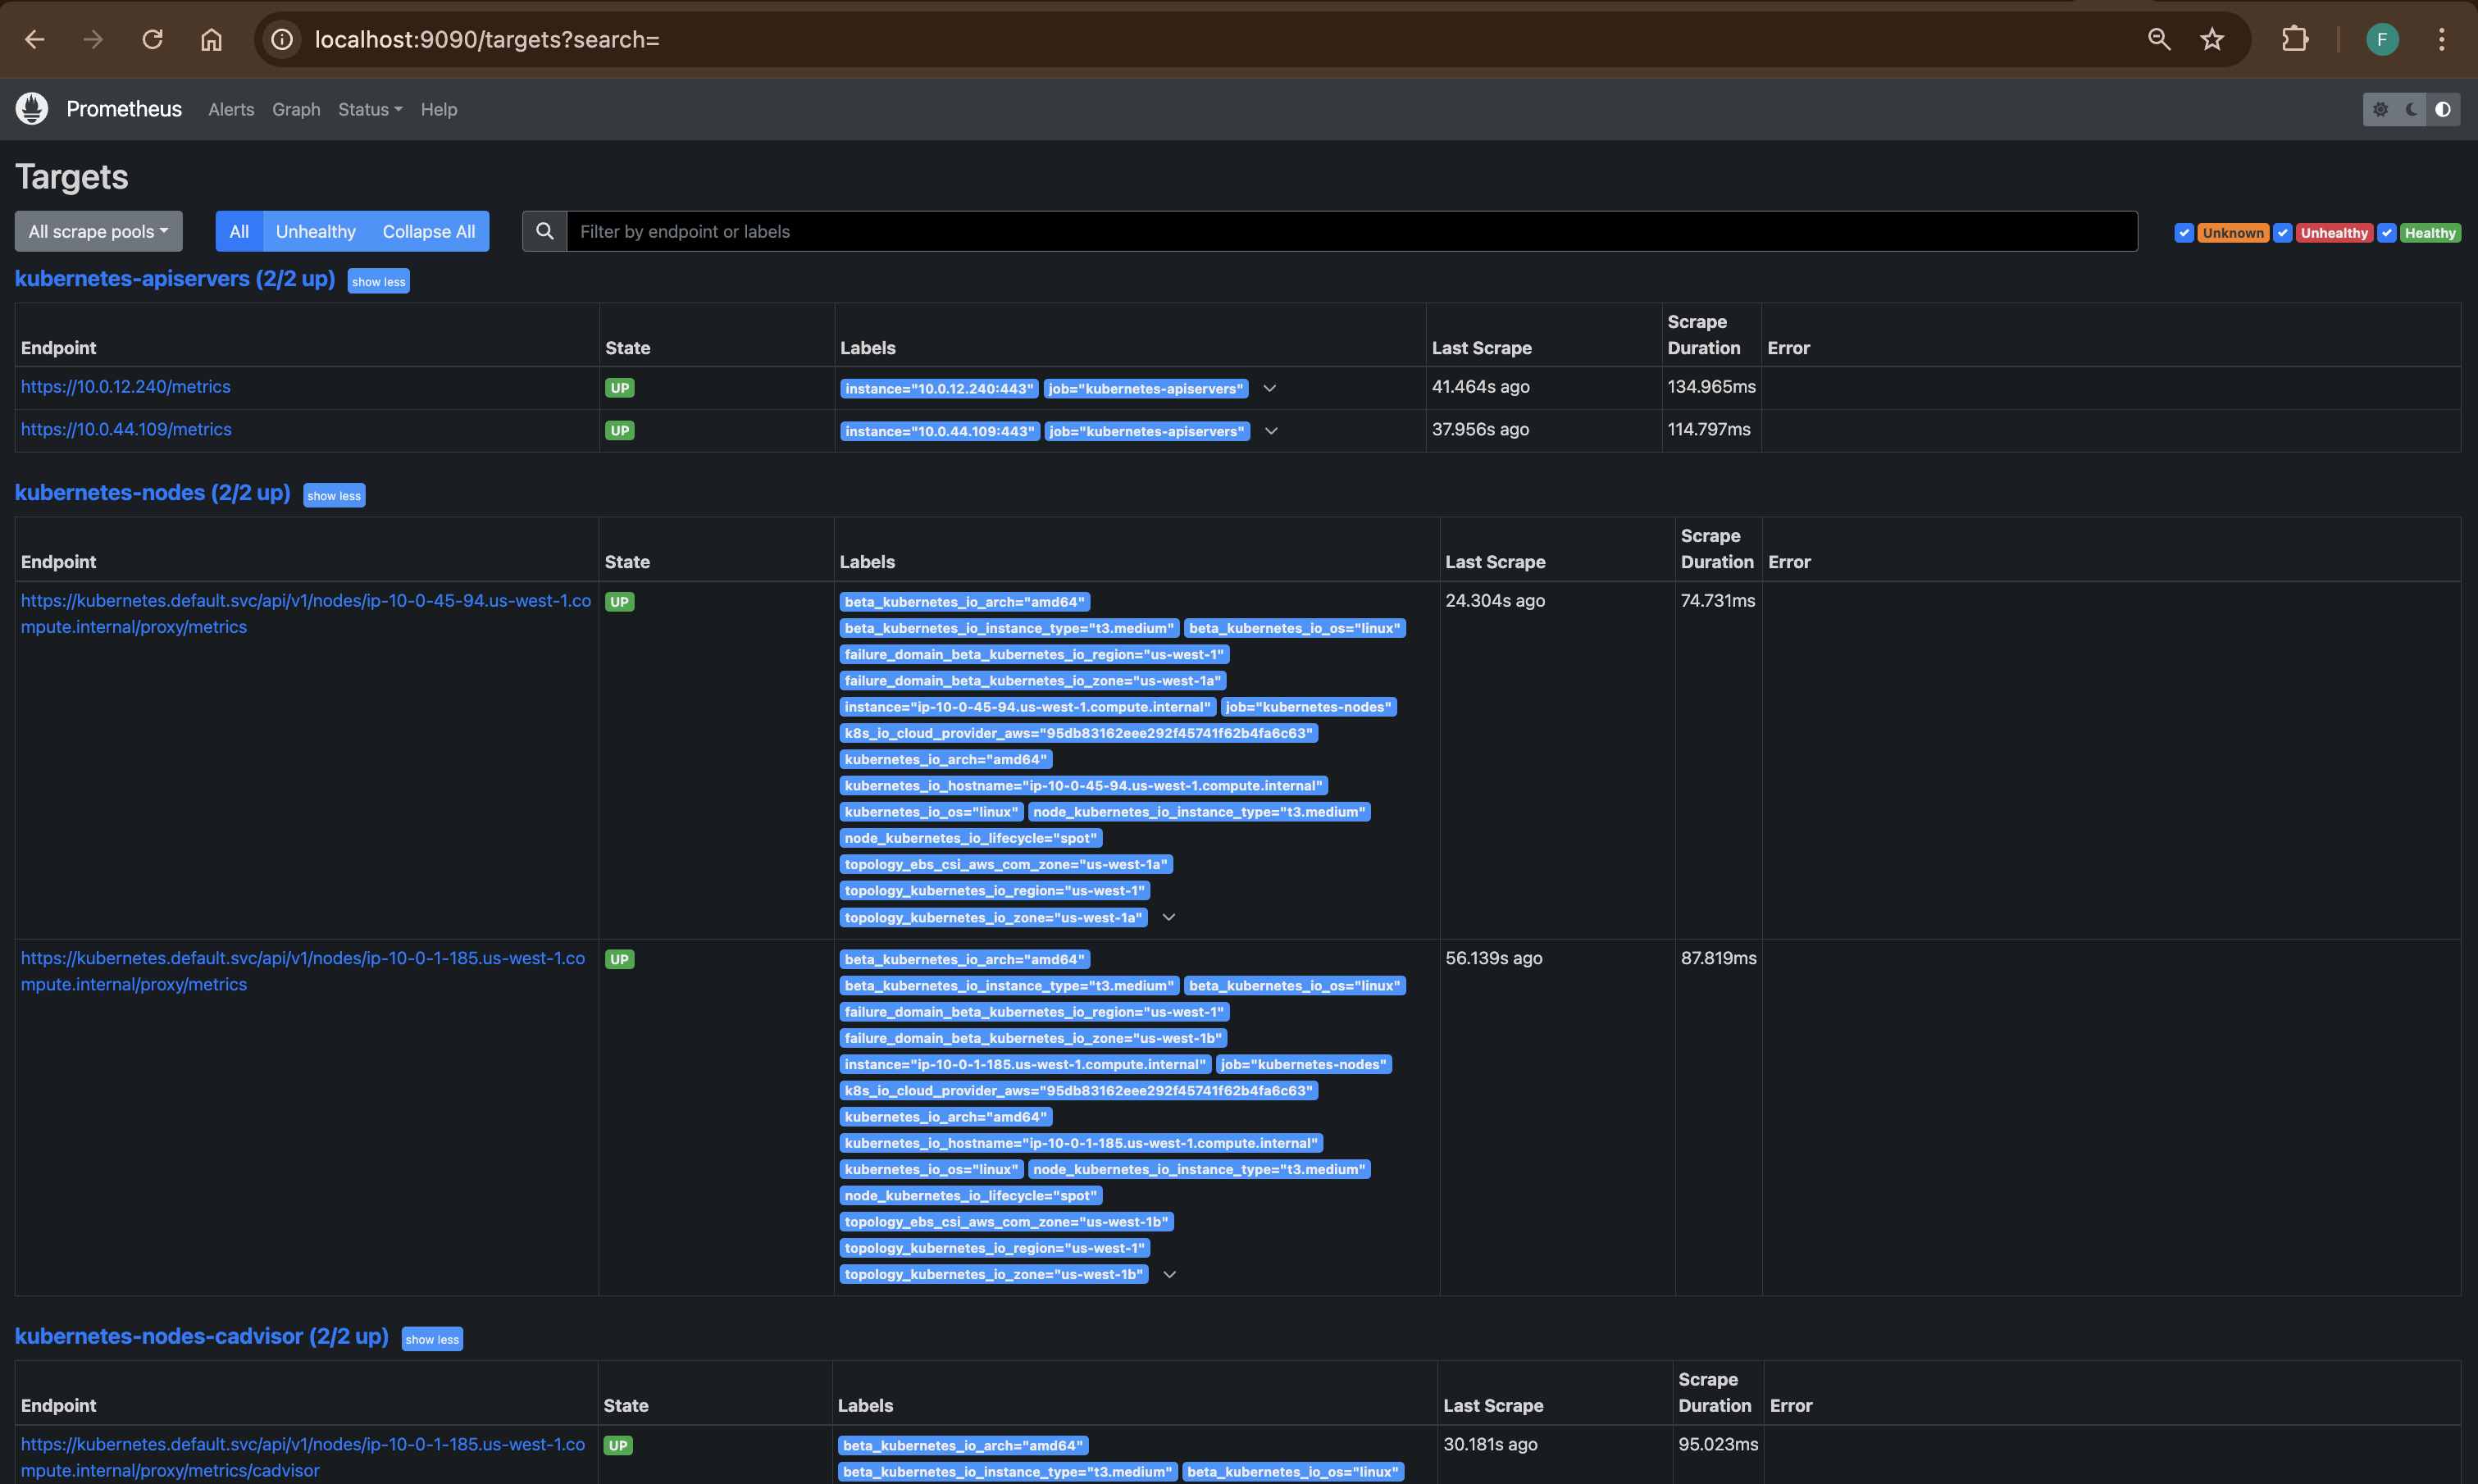 localhost:9090/targets?search=
F
Prometheus Alerts Graph Status Help
Targets
All scrape pools All Unhealthy Collapse All Filter by endpoint or labels Unknown Unhealthy Healthy
kubernetes-apiservers (2/2 up) show less
Endpoint State Labels Last Scrape Scrape Duration Error
https://10.0.12.240/metrics UP instance="10.0.12.240:443" job="kubernetes-apiservers" 41.464s ago 134.965ms
https://10.0.44.109/metrics UP instance="10.0.44.109:443" job="kubernetes-apiservers" 37.956s ago 114.797ms
kubernetes-nodes (2/2 up) show less
Endpoint State Labels Last Scrape Scrape Duration Error
https://kubernetes.default.svc/api/v1/nodes/ip-10-0-45-94.us-west-1.co UP beta_kubernetes_io_arch="amd64" 24.304s ago 74.731ms
mpute.internal/proxy/metrics beta_kubernetes_io_instance_type="t3.medium" beta_kubernetes_io_os="linux"
failure_domain_beta_kubernetes_io_region="us-west-1"
failure_domain_beta_kubernetes_io_zone="us-west-1a"
instance="ip-10-0-45-94.us-west-1.compute.internal" job="kubernetes-nodes"
k8s_io_cloud_provider_aws="95db83162eee292f45741f62b4fa6c63"
kubernetes_io_arch="amd64"
kubernetes_io_hostname="ip-10-0-45-94.us-west-1.compute.internal"
kubernetes_io_os="linux" node_kubernetes_io_instance_type="t3.medium"
node_kubernetes_io_lifecycle="spot"
topology_ebs_csi_aws_com_zone="us-west-1a"
topology_kubernetes_io_region="us-west-1"
topology_kubernetes_io_zone="us-west-1a"
https://kubernetes.default.svc/api/v1/nodes/ip-10-0-1-185.us-west-1.co UP beta_kubernetes_io_arch="amd64" 56.139s ago 87.819ms
mpute.internal/proxy/metrics beta_kubernetes_io_instance_type="t3.medium" beta_kubernetes_io_os="linux"
failure_domain_beta_kubernetes_io_region="us-west-1"
failure_domain_beta_kubernetes_io_zone="us-west-1b"
instance="ip-10-0-1-185.us-west-1.compute.internal" job="kubernetes-nodes"
k8s_io_cloud_provider_aws="95db83162eee292f45741f62b4fa6c63"
kubernetes_io_arch="amd64"
kubernetes_io_hostname="ip-10-0-1-185.us-west-1.compute.internal"
kubernetes_io_os="linux" node_kubernetes_io_instance_type="t3.medium"
node_kubernetes_io_lifecycle="spot"
topology_ebs_csi_aws_com_zone="us-west-1b"
topology_kubernetes_io_region="us-west-1"
topology_kubernetes_io_zone="us-west-1b"
kubernetes-nodes-cadvisor (2/2 up) show less
Endpoint State Labels Last Scrape Scrape Duration Error
https://kubernetes.default.svc/api/v1/nodes/ip-10-0-1-185.us-west-1.co UP beta_kubernetes_io_arch="amd64" 30.181s ago 95.023ms
mpute.internal/proxy/metrics/cadvisor beta_kubernetes_io_instance_type="t3.medium" beta_kubernetes_io_os="linux"